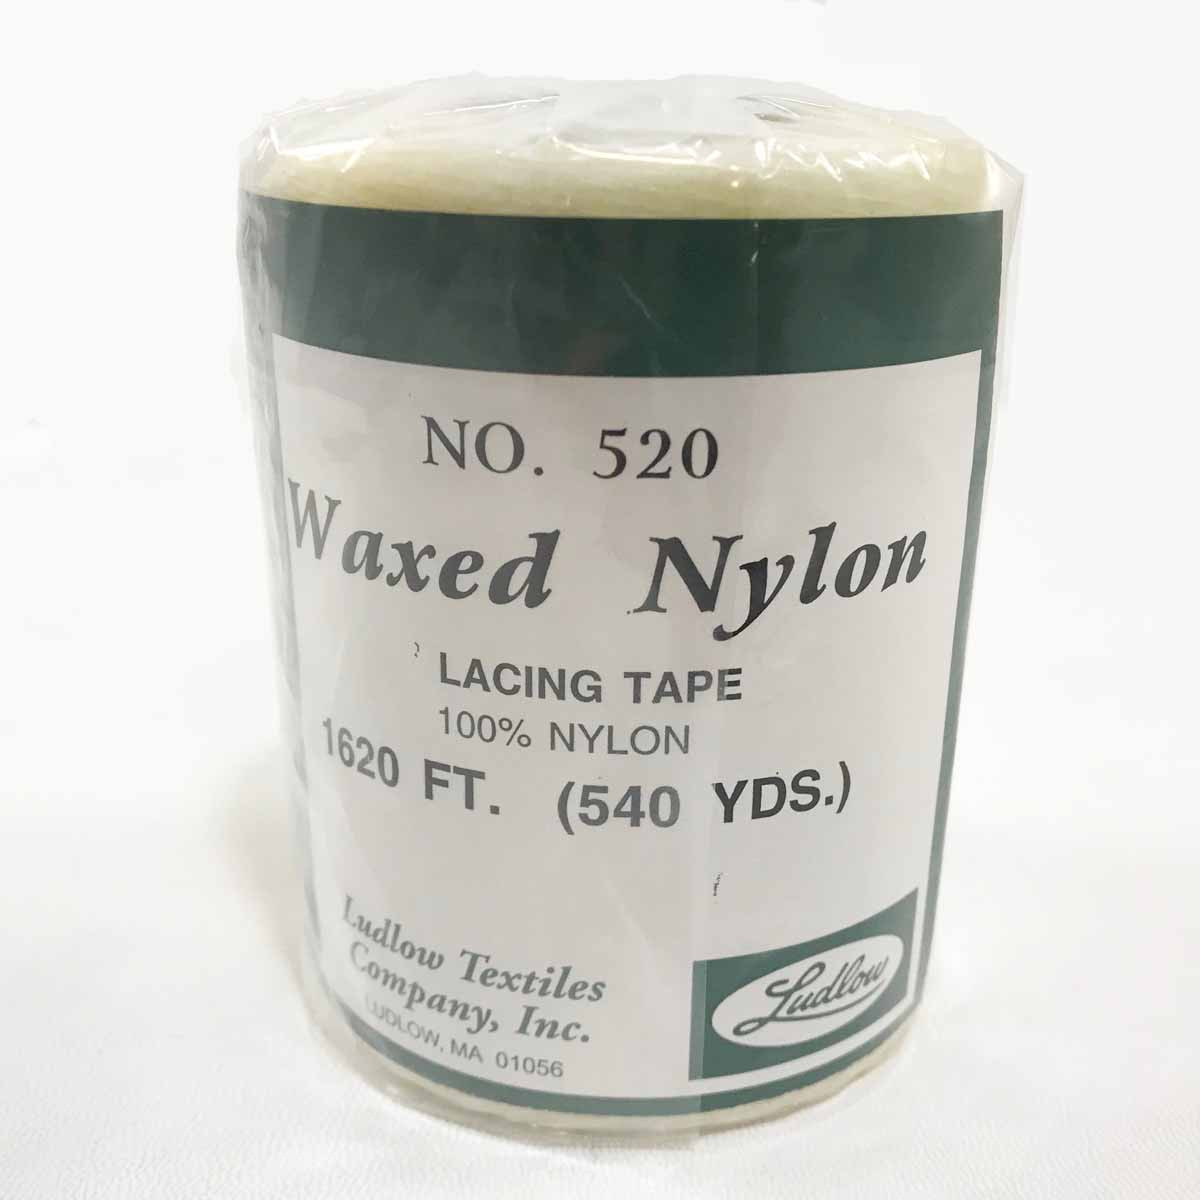 NO. 520
Waxed Nylon
LACING TAPE
100% NYLON
1620 FT. (540 YDS.)
Ludlow Textiles
Company, Inc.
LUDLOW, MA 01056
Ludlow